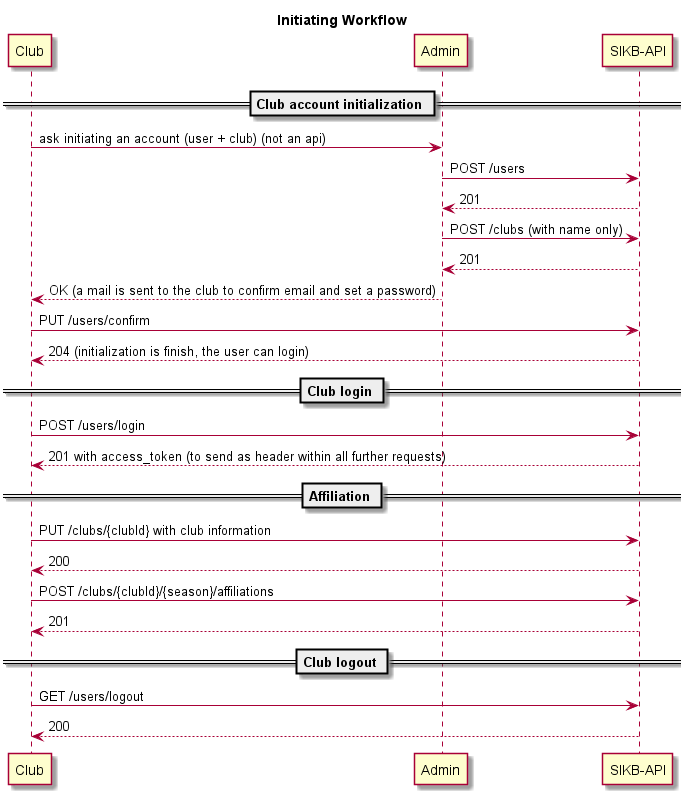 Initiating Workflow
Club
Admin
SIKB-API
Club account initialization
ask initiating an account (user + club) (not an api)
POST /users
201
POST /clubs (with name only)
201
OK (a mail is sent to the club to confirm email and set a password)
PUT /users/confirm
204 (initialization is finish, the user can login)
Club login
POST /users/login
201 with access_token (to send as header within all further requests)
Affiliation
PUT /clubs/{clubId} with club information
200
POST /clubs/{clubId}/{season}/affiliations
201
Club logout
GET /users/logout
200
Club
Admin
SIKB-API